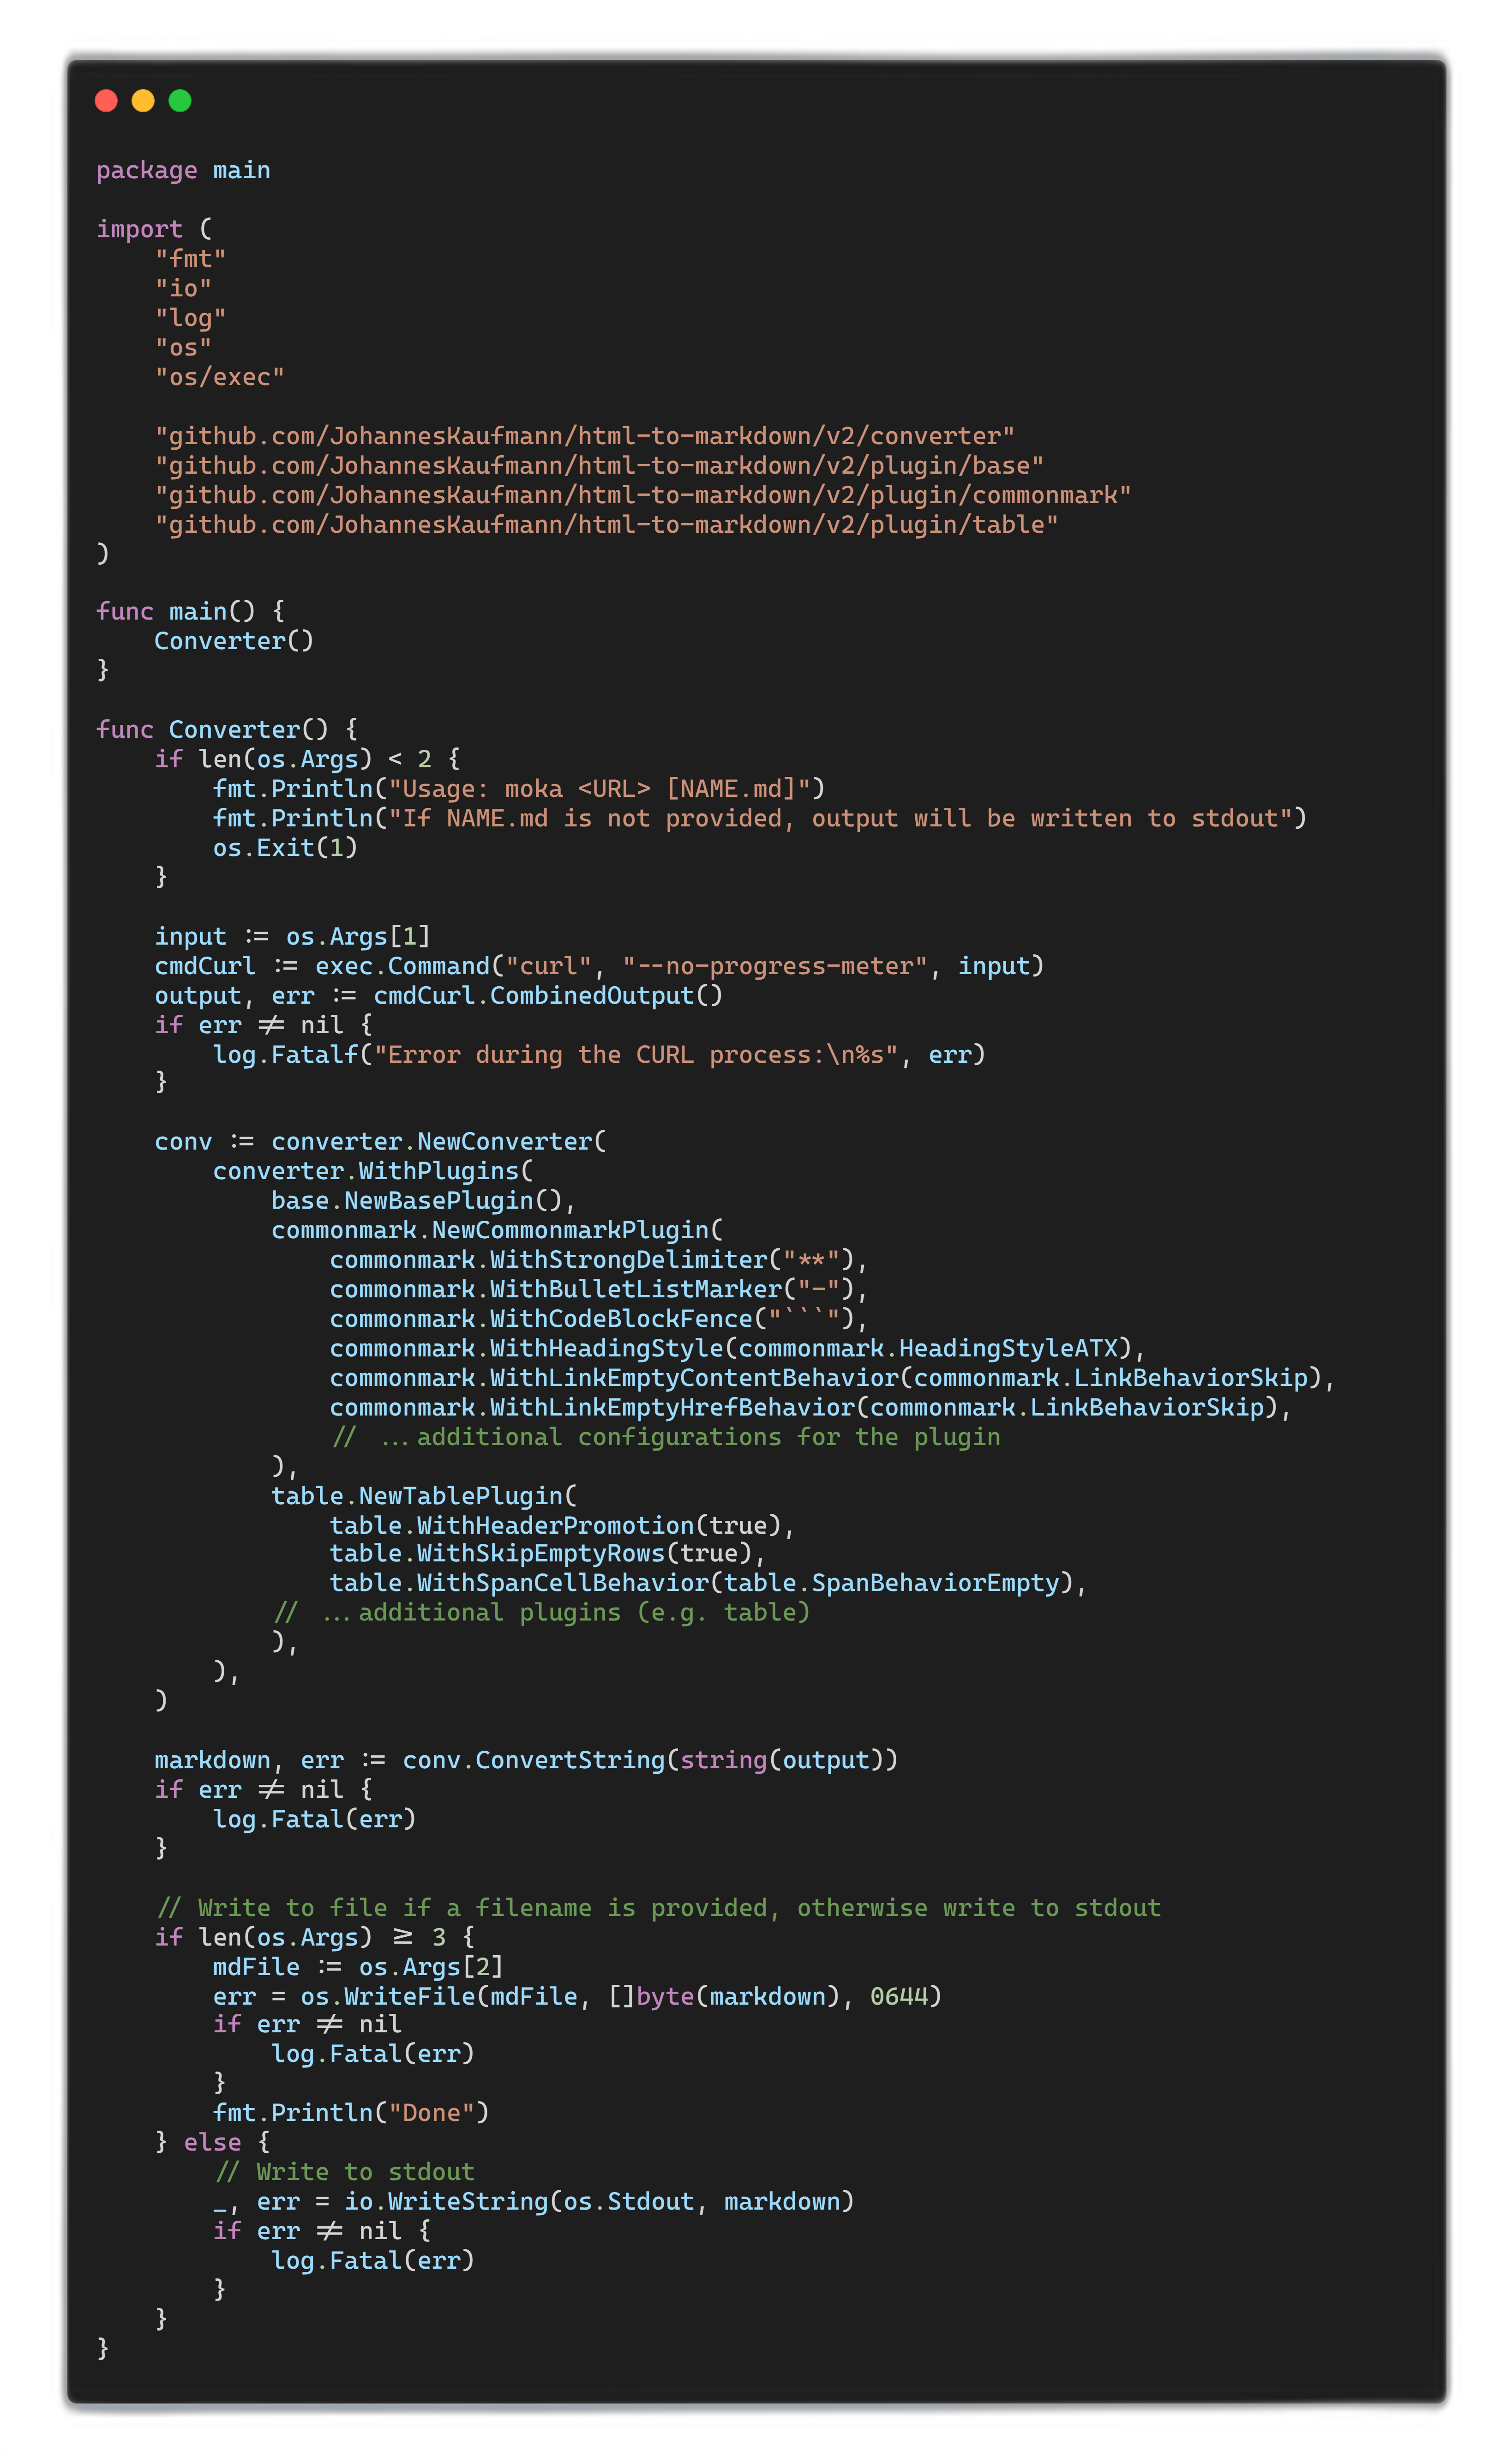 package main

import (
    "fmt"
    "io"
    "log"
    "os"
    "os/exec"

    "github.com/JohannesKaufmann/html-to-markdown/v2/converter"
    "github.com/JohannesKaufmann/html-to-markdown/v2/plugin/base"
    "github.com/JohannesKaufmann/html-to-markdown/v2/plugin/commonmark"
    "github.com/JohannesKaufmann/html-to-markdown/v2/plugin/table"
)

func main() {
    Converter()
}

func Converter() {
    if len(os.Args) < 2 {
        fmt.Println("Usage: moka <URL> [NAME.md]")
        fmt.Println("If NAME.md is not provided, output will be written to stdout")
        os.Exit(1)
    }

    input := os.Args[1]
    cmdCurl := exec.Command("curl", "--no-progress-meter", input)
    output, err := cmdCurl.CombinedOutput()
    if err != nil {
        log.Fatalf("Error during the CURL process:\n%s", err)
    }

    conv := converter.NewConverter(
        converter.WithPlugins(
            base.NewBasePlugin(),
            commonmark.NewCommonmarkPlugin(
                commonmark.WithStrongDelimiter("**"),
                commonmark.WithBulletListMarker("-"),
                commonmark.WithCodeBlockFence("```"),
                commonmark.WithHeadingStyle(commonmark.HeadingStyleATX),
                commonmark.WithLinkEmptyContentBehavior(commonmark.LinkBehaviorSkip),
                commonmark.WithLinkEmptyHrefBehavior(commonmark.LinkBehaviorSkip),
                // ...additional configurations for the plugin
            ),
            table.NewTablePlugin(
                table.WithHeaderPromotion(true),
                table.WithSkipEmptyRows(true),
                table.WithSpanCellBehavior(table.SpanBehaviorEmpty),
            // ...additional plugins (e.g. table)
            ),
        ),
    )

    markdown, err := conv.ConvertString(string(output))
    if err != nil {
        log.Fatal(err)
    }

    // Write to file if a filename is provided, otherwise write to stdout
    if len(os.Args) >= 3 {
        mdFile := os.Args[2]
        err = os.WriteFile(mdFile, []byte(markdown), 0644)
        if err != nil
            log.Fatal(err)
        }
        fmt.Println("Done")
    } else {
        // Write to stdout
        _, err = io.WriteString(os.Stdout, markdown)
        if err != nil {
            log.Fatal(err)
        }
    }
}